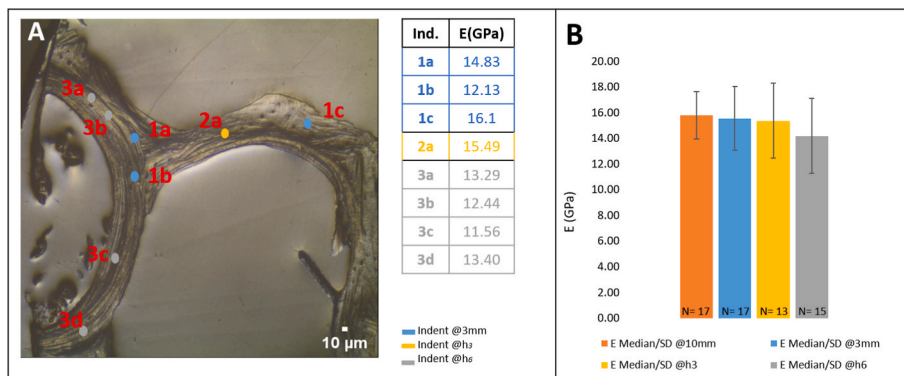 A
3a
3b
1a
1b
2a
1c
3c
3d
10 µm
Ind. E(GPa)
1a 14.83
1b 12.13
1c 16.1
2a 15.49
3a 13.29
3b 12.44
3c 11.56
3d 13.40
Indent @3mm
Indent @h₃
Indent @h₆
B
E (GPa)
20.00
18.00
16.00
14.00
12.00
10.00
8.00
6.00
4.00
2.00
0.00
N= 17 N= 17 N= 13 N= 15
E Median/SD @10mm E Median/SD @3mm
E Median/SD @h3 E Median/SD @h6